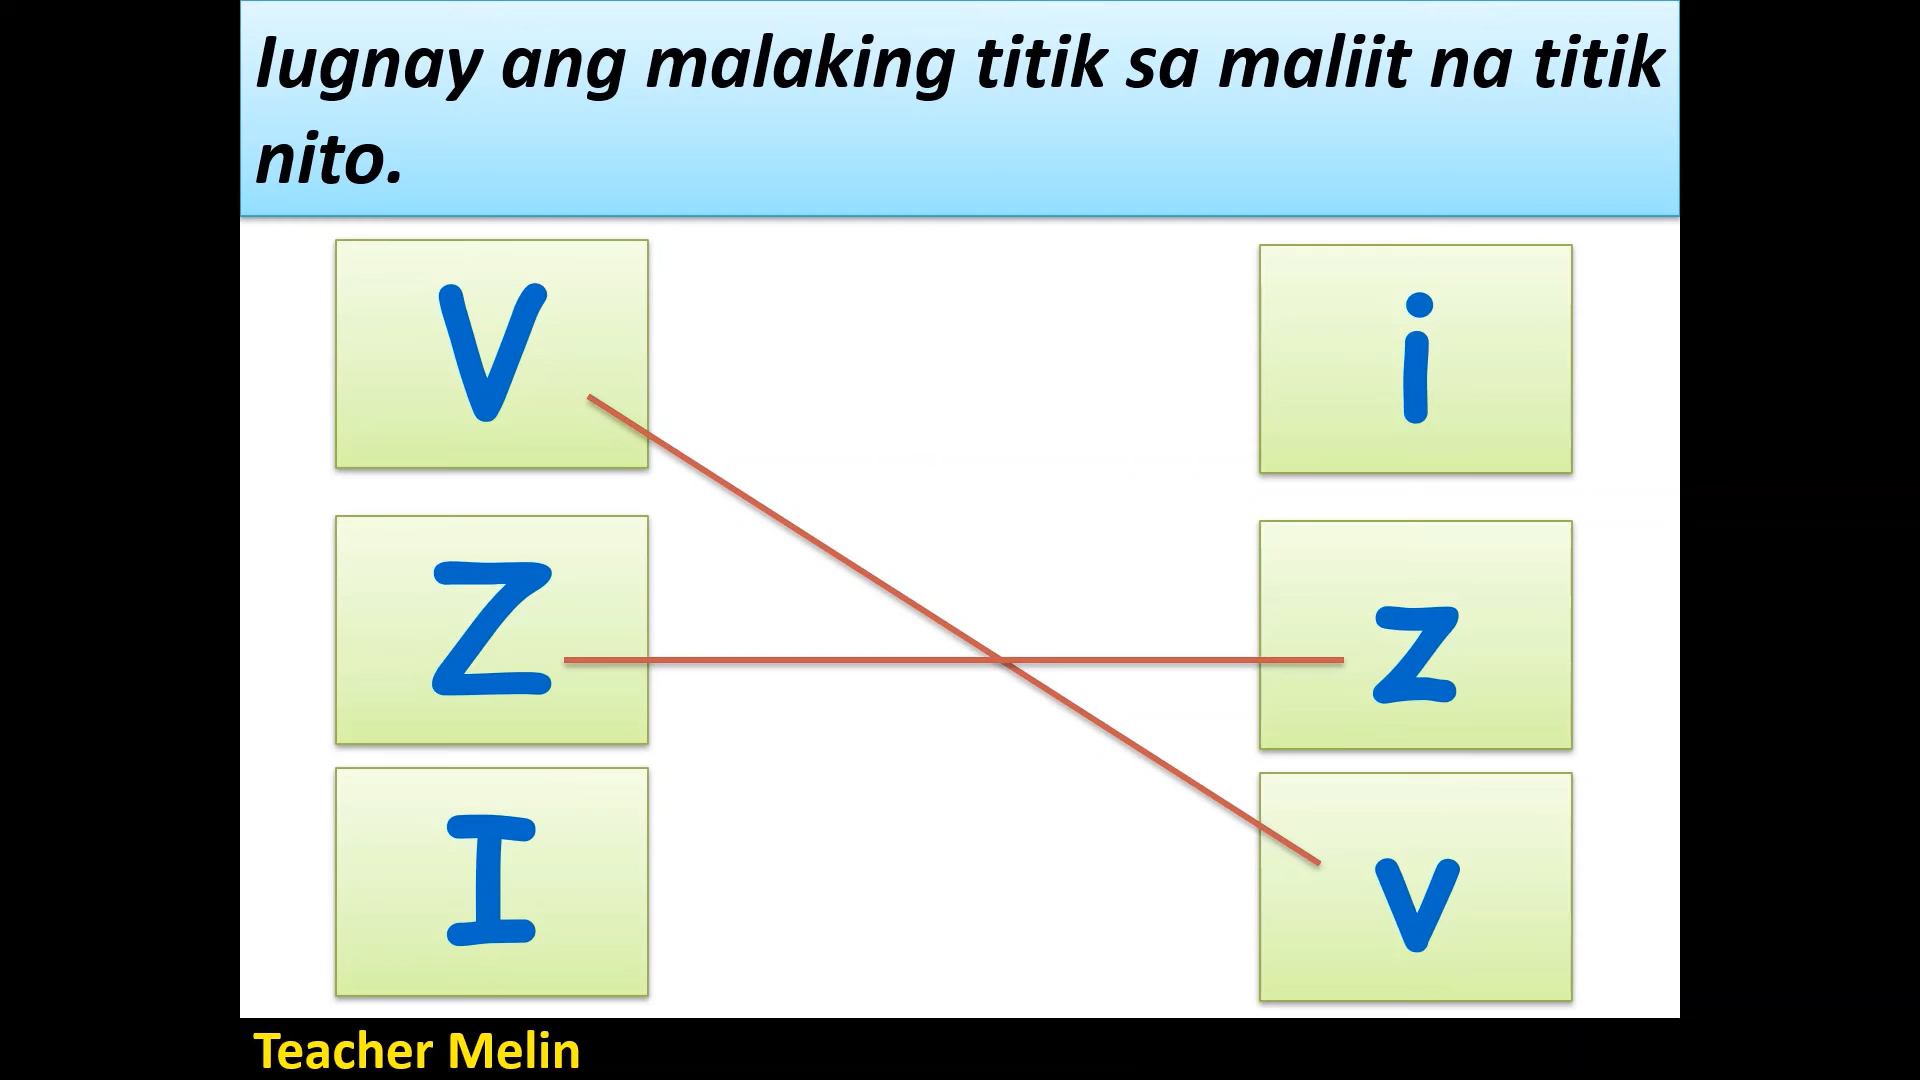 Iugnay ang malaking titik sa maliit na titik
nito.
V i
Z z
I v
Teacher Melin